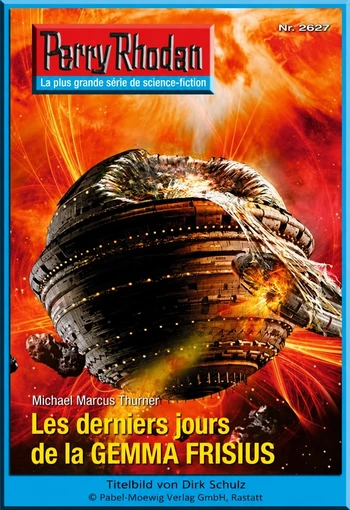 Nr. 2627
Perry Rhodan
La plus grande série de science-fiction
Michael Marcus Thurner
Les derniers jours
de la GEMMA FRISIUS
Titelbild von Dirk Schulz
© Pabel-Moewig Verlag GmbH, Rastatt